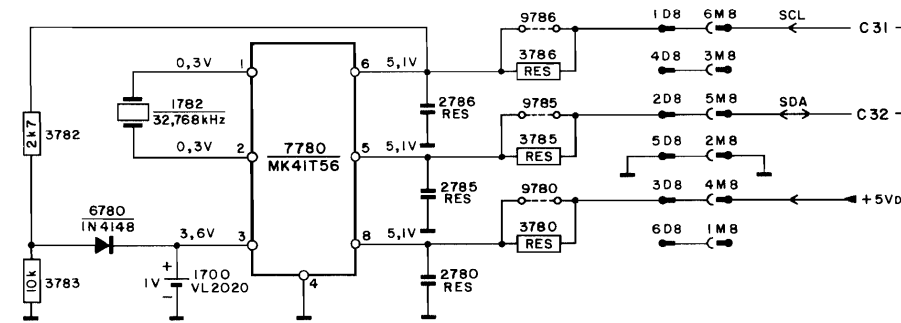 9786
1D8 6M8 SCL C31
0,3V 1 6 5,1V 3786
RES
4D8 3M8
1782
32,768kHz
2786
RES
9785
2D8 5M8 SDA C32
2k7 3782
0,3V 2 7780
MK41T56
5 5,1V 3785
RES
5D8 2M8
2785
RES
9780
3D8 4M8 +5VD
6780
1N4148
3,6V 3 8 5,1V 3780
RES
6D8 1M8
10k 3783
+
1V
-
1700
VL2020
4
2780
RES